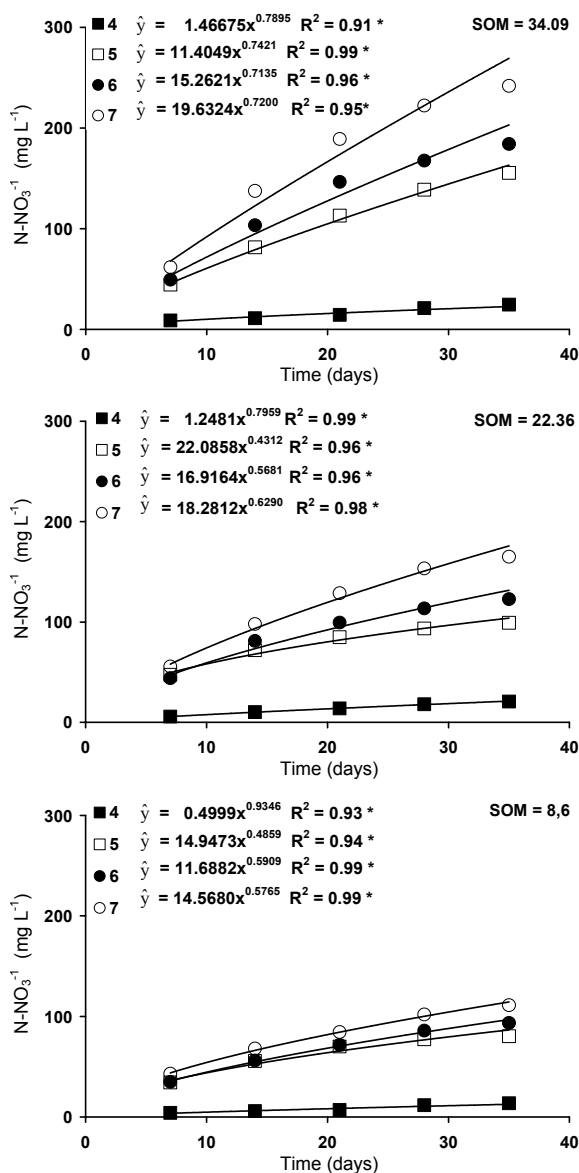 300
■ 4 ŷ = 1.46675x^0.7895 R² = 0.91 * SOM = 34.09
□ 5 ŷ = 11.4049x^0.7421 R² = 0.99 *
● 6 ŷ = 15.2621x^0.7135 R² = 0.96 *
○ 7 ŷ = 19.6324x^0.7200 R² = 0.95*
200
100
0
N-NO₃⁻¹ (mg L⁻¹)
0 10 20 30 40
Time (days)
300
■ 4 ŷ = 1.2481x^0.7959 R² = 0.99 * SOM = 22.36
□ 5 ŷ = 22.0858x^0.4312 R² = 0.96 *
● 6 ŷ = 16.9164x^0.5681 R² = 0.96 *
○ 7 ŷ = 18.2812x^0.6290 R² = 0.98 *
200
100
0
N-NO₃⁻¹ (mg L⁻¹)
0 10 20 30 40
Time (days)
300
■ 4 ŷ = 0.4999x^0.9346 R² = 0.93 * SOM = 8,6
□ 5 ŷ = 14.9473x^0.4859 R² = 0.94 *
● 6 ŷ = 11.6882x^0.5909 R² = 0.99 *
○ 7 ŷ = 14.5680x^0.5765 R² = 0.99 *
200
100
0
N-NO₃⁻¹ (mg L⁻¹)
0 10 20 30 40
Time (days)